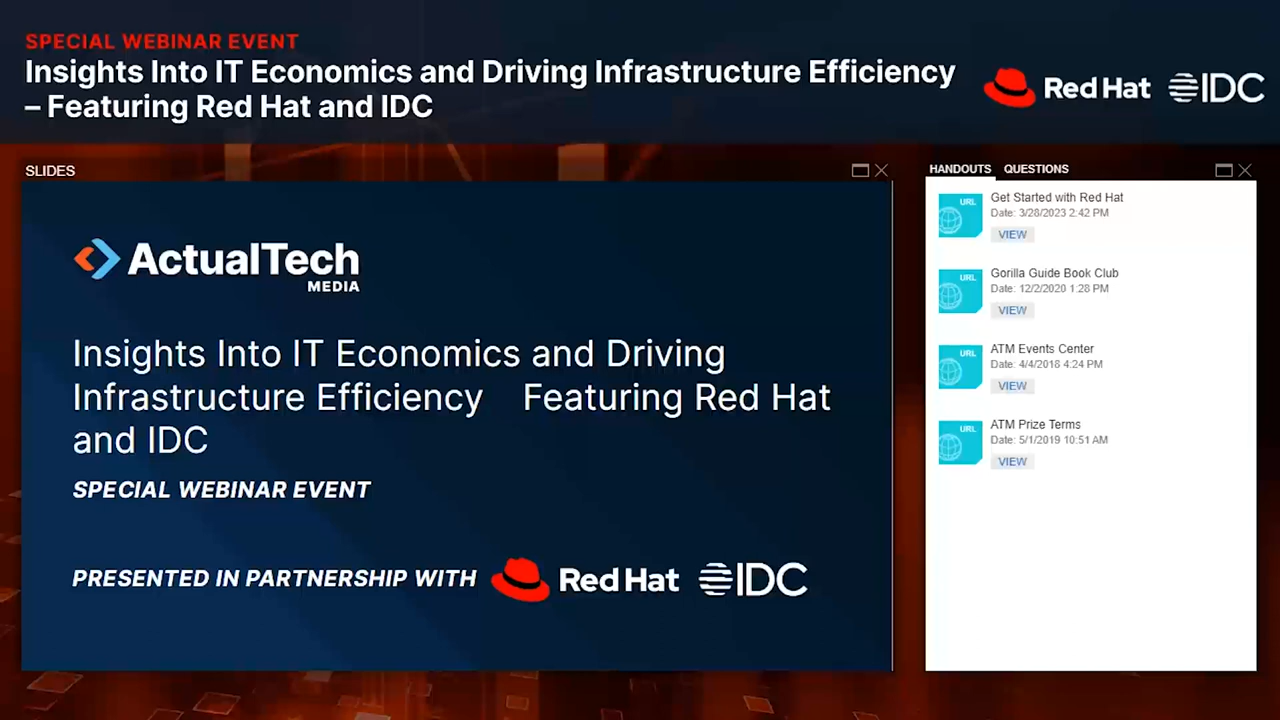 SPECIAL WEBINAR EVENT
Insights Into IT Economics and Driving Infrastructure Efficiency
– Featuring Red Hat and IDC
Red Hat
IDC
SLIDES
ActualTech
MEDIA
Insights Into IT Economics and Driving
Infrastructure Efficiency Featuring Red Hat
and IDC
SPECIAL WEBINAR EVENT
PRESENTED IN PARTNERSHIP WITH
Red Hat
IDC
HANDOUTS QUESTIONS
URL
Get Started with Red Hat
Date: 3/28/2023 2:42 PM
VIEW
URL
Gorilla Guide Book Club
Date: 12/2/2020 1:28 PM
VIEW
URL
ATM Events Center
Date: 4/4/2018 4:24 PM
VIEW
URL
ATM Prize Terms
Date: 5/1/2019 10:51 AM
VIEW